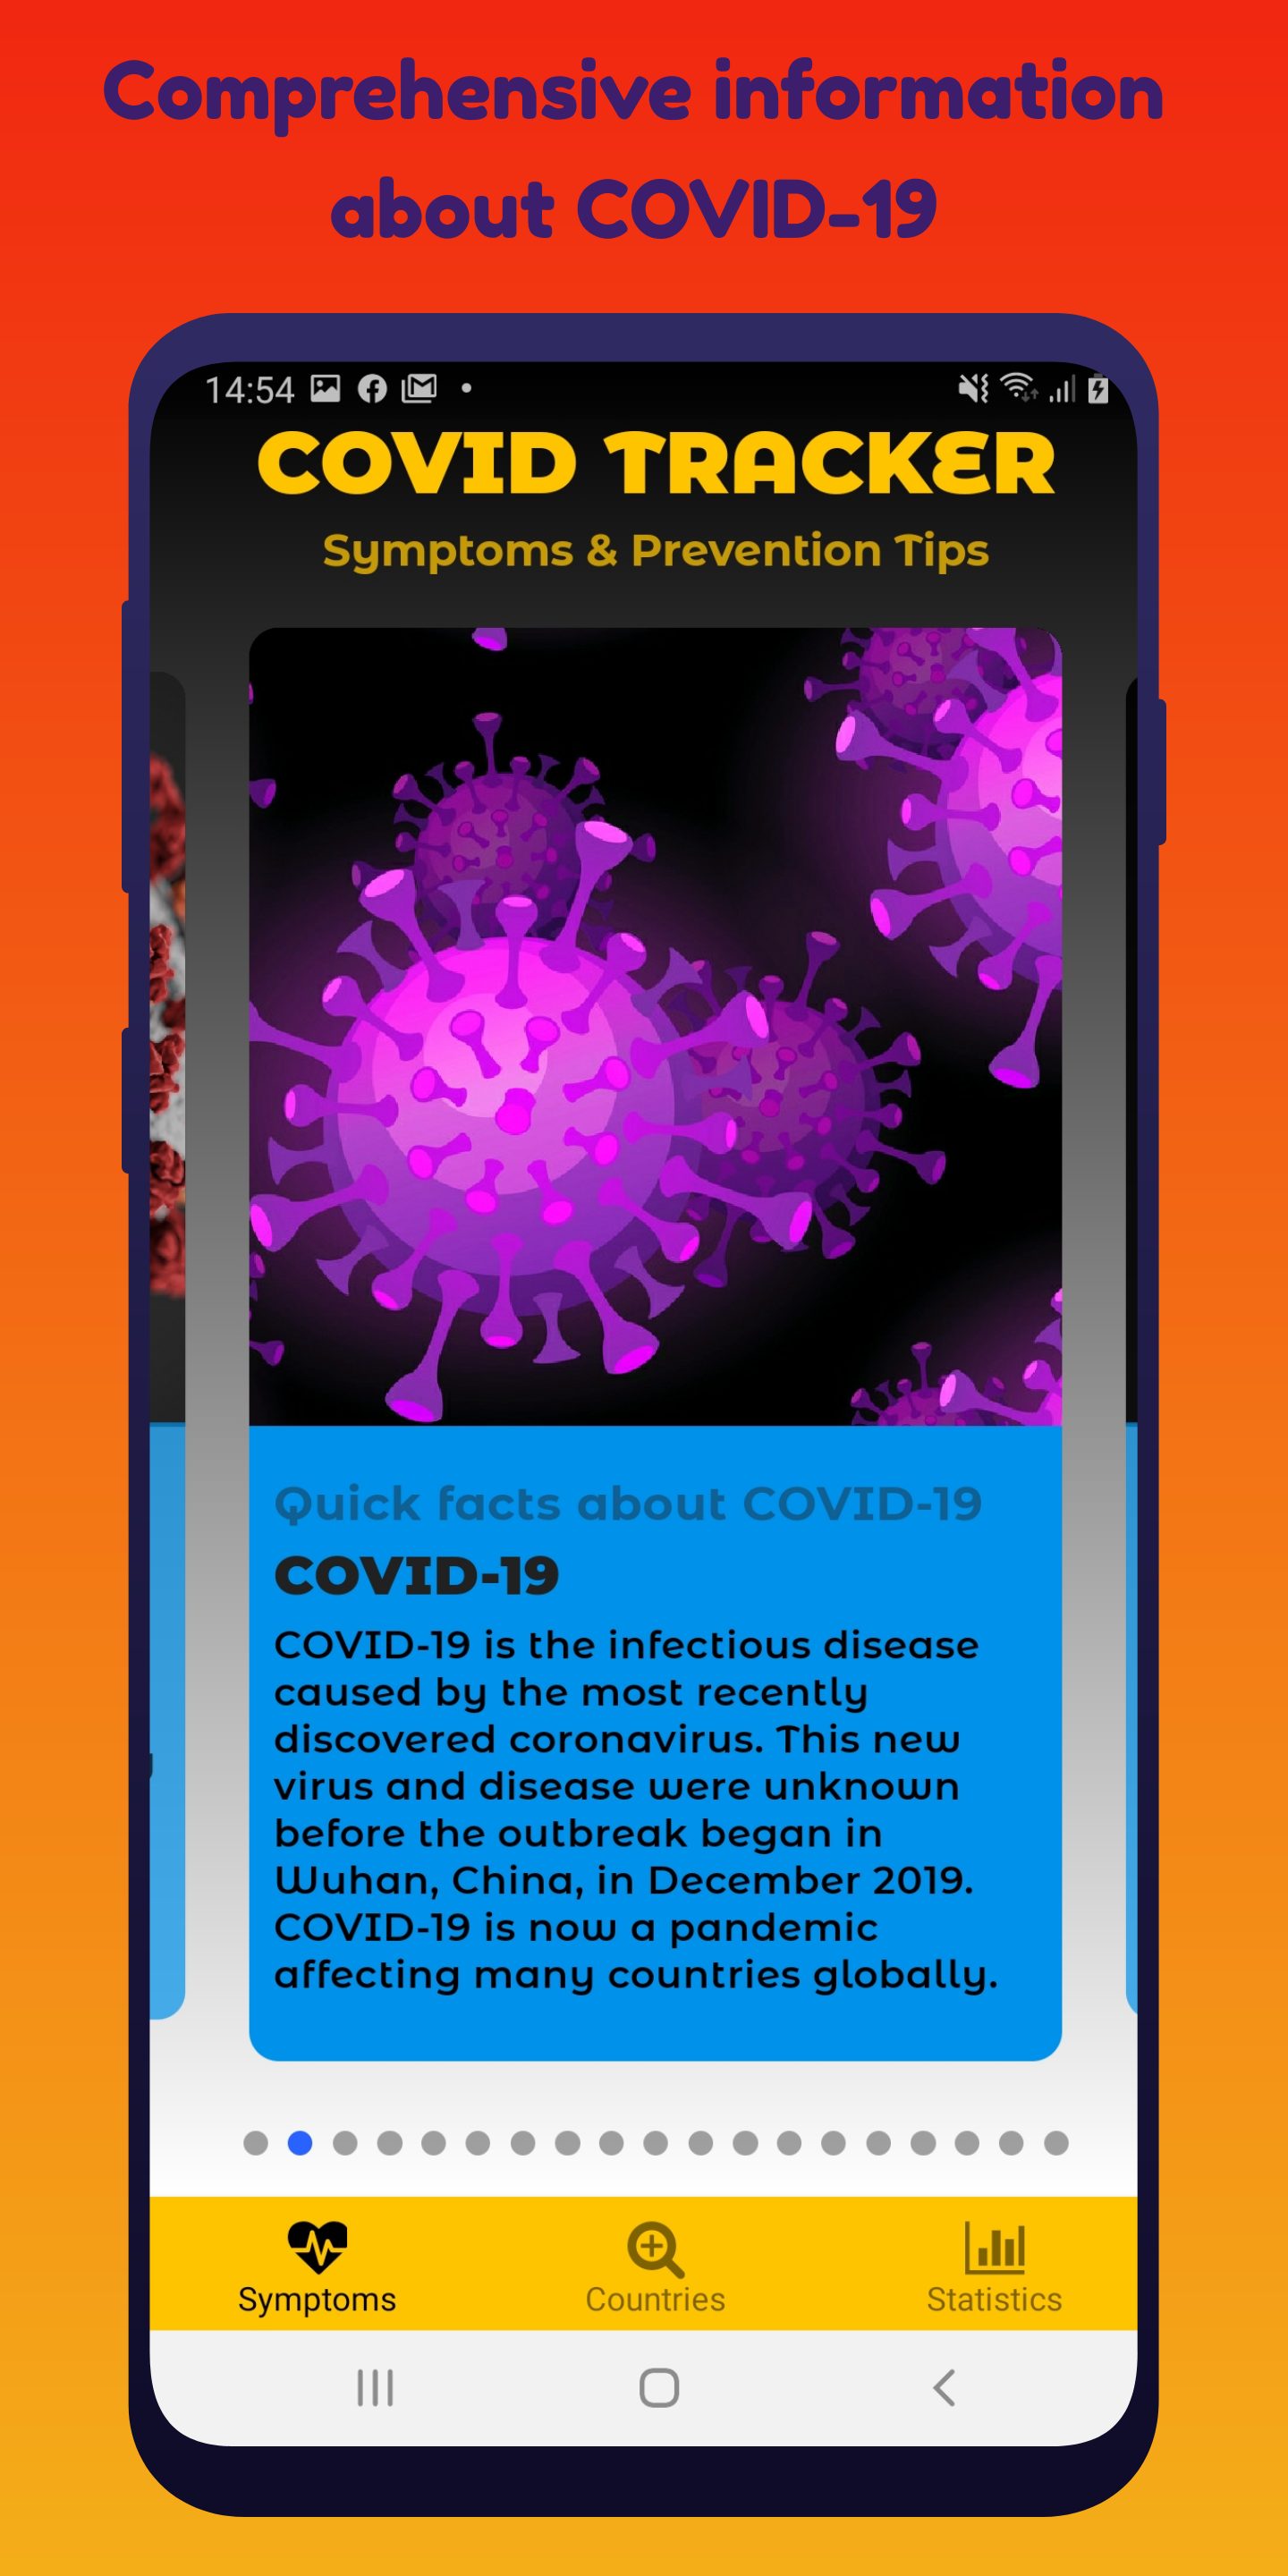 Comprehensive information
about COVID-19
14:54
COVID TRACKER
Symptoms & Prevention Tips
Quick facts about COVID-19
COVID-19
COVID-19 is the infectious disease
caused by the most recently
discovered coronavirus. This new
virus and disease were unknown
before the outbreak began in
Wuhan, China, in December 2019.
COVID-19 is now a pandemic
affecting many countries globally.
Symptoms
Countries
Statistics